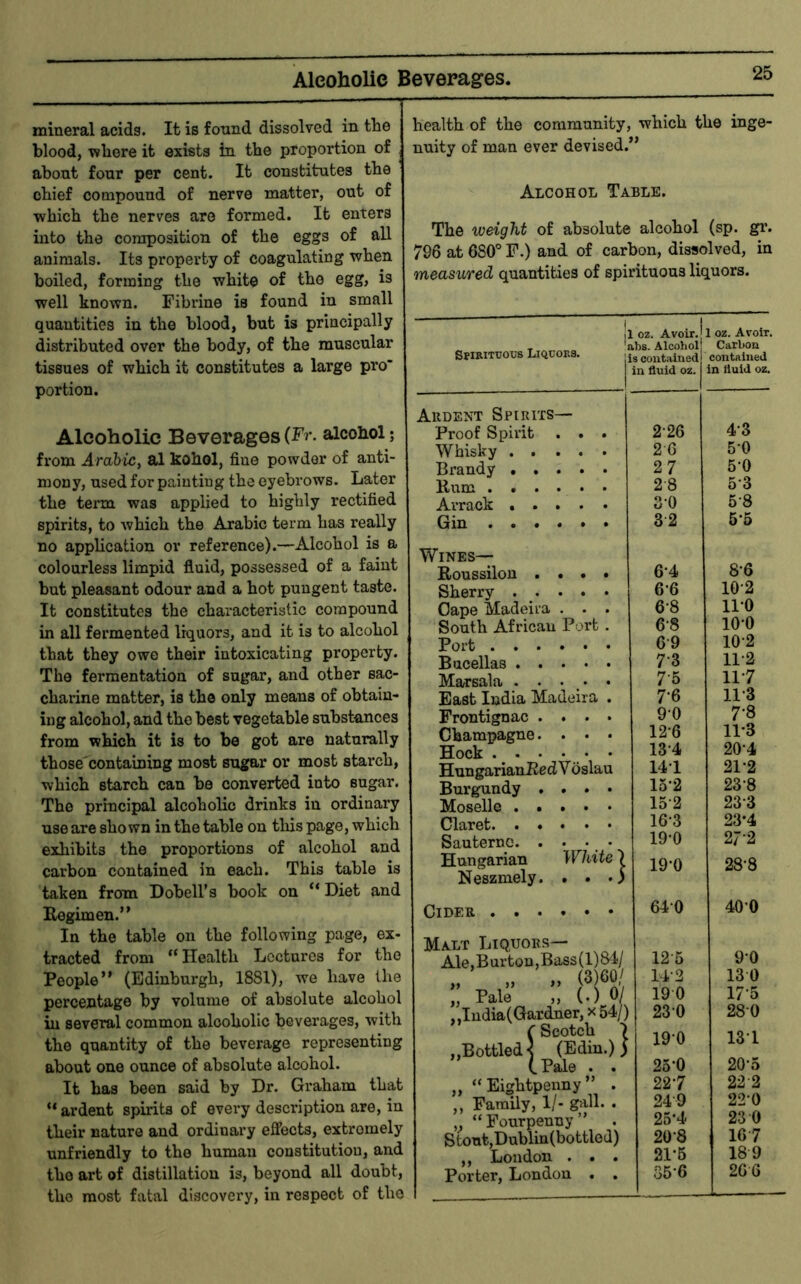 Alcoholic Beverages.
25
mineral acids. It is found dissolved in the
blood, where it exists in the proportion of
about four per cent. It constitutes the
chief compound of nerve matter, out of
which the nerves are formed. It enters
into the composition of the eggs of all
animals. Its property of coagulating when
boiled, forming the white of the egg, is
well known. Fibrine is found in small
quantities in the blood, but is principally
distributed over the body, of the muscular
tissues of which it constitutes a large pro
portion.
Alcoholic Beverages (Fr. alcohol;
from Arabic, al kohol, fine powder of anti-
mony, used for painting the eyebrows. Later
the term was applied to highly rectified
spirits, to which the Arabic term has really
no application or reference).—Alcohol is a
colourless limpid fluid, possessed of a faint
but pleasant odour and a hot pungent taste.
It constitutes the characteristic compound
in all fermented liquors, and it is to alcohol
that they owe their intoxicating property.
The fermentation of sugar, and other sac-
charine matter, is the only means of obtain-
ing alcohol, and the best vegetable substances
from which it is to be got are naturally
those containing most sugar or most starch,
which starch can be converted into sugar.
The principal alcoholic drinks in ordinary
use are shown in the table on this page, which
exhibits the proportions of alcohol and
carbon contained in each. This table is
taken from Dobell's book on “Diet and
Regimen.”
In the table on the following page, ex-
tracted from “Health Lectures for the
People” (Edinburgh, 1881), we have the
percentage by volume of absolute alcohol
in several common alcoholic beverages, with
the quantity of the beverage representing
about one ounce of absolute alcohol.
It has been said by Dr. Graham that
“ardent spirits of every description are, in
their nature and ordinary effects, extremely
unfriendly to the human constitution, and
the art of distillation is, beyond all doubt,
the most fatal discovery, in respect of the
health of the community, which the inge-
nuity of man ever devised.”
Alcohol Table.
The weight of absolute alcohol (sp. gr.
796 at 680° F.) and of carbon, dissolved, in
measured quantities of spirituous liquors.
Spirituous Liquors. | 1 oz. Avoir. abs. Alcohol is contained in fluid oz. | 1 oz. Avoir. Carbon contained in fluid oz.
Ardent Spirits—
Proof Spirit . . . 2·26 4·3
Whisky . . . . . 2·6 5·0
Brandy . . . . . 2·7 5·0
Rum . . . . . . 2·8 5·3
Arrack . . . . . 3·0 5·8
Gin . . . . . . 3·2 5·5
Wines—
Roussilon . . . . 6·4 8·6
Sherry . . . . . 6·6 10·2
Cape Madeira . . . 6·8 11·0
South African Port . 6·8 10·0
Port . . . . . . 6·9 10·2
Bucellas . . . . . 7·3 11·2
Marsala . . . . . 7·5 11·7
East India Madeira . 7·6 11·3
Frontignac . . . . 9·0 7·8
Champagne. . . . 12·6 11·3
Hock . . . . . . 13·4 20·4
Hungarian Red Vöslau 14·1 21·2
Burgundy . . . . 15·2 23·8
Moselle . . . . . 15·2 23·3
Claret. . . . . . 16·3 23·4
Sauterne. . . . . 19·0 27·2
Hungarian White }
Neszmely. . . . } 19·0 28·8
Cider . . . . . . 64·0 40·0
Malt Liquors—
Ale, Burton, Bass (1) 84/ 12·5 9·0
„ „ „ (3) 60/ 14·2 13·0
„ Pale „ (.) 0/ 19·0 17·5
„ India (Gardner, × 54/) 23·0 28·0
„ Bottled { Scotch (Edin.) } 19·0 13·1
Pale . . 25·0 20·5
„ “Eightpenny” . 22·7 22·2
„ Family, 1/- gall. . 24·9 22·0
„ “Fourpenny” . 25·4 23·0
Stout, Dublin (bottled) 20·8 16·7
„ London . . . 21·5 18·9
Porter, London . . 35·6 26·6